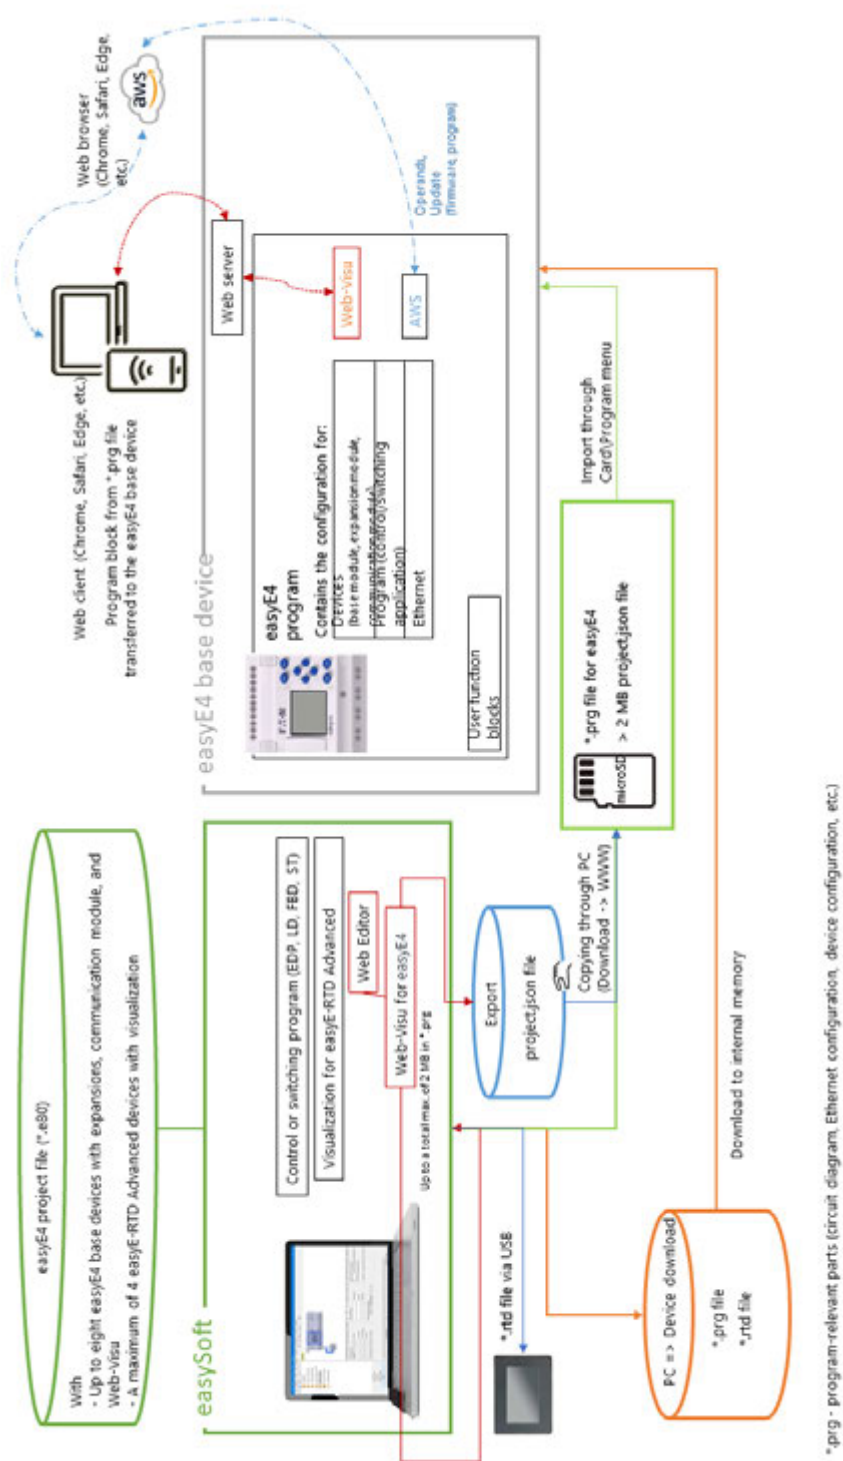 easyE4 project file (*.e80)
With
- Up to eight easyE4 base devices with expansions, communication module, and
Web-Visu
- A maximum of 4 easyE-RTD Advanced devices with visualization
easySoft
Control or switching program (EDP, LD, FBD, ST)
Visualization for easyE-RTD Advanced
Web Editor
Web-Visu for easyE4
Up to a total max. of 2 MB in *.prg
*.rtd file via USB
Export
project.json file
Copying through PC
(Download -> WWW)
PC => Device download
*.prg file
*.rtd file
Download to internal memory
microSD
*.prg file for easyE4
> 2 MB project.json file
Import through
Card\Program menu
Web client (Chrome, Safari, Edge, etc.)
Program block from *.prg file
transferred to the easyE4 base device
Web browser
(Chrome, Safari, Edge,
etc.)
aws
easyE4 base device
Web server
easyE4
program
Contains the configuration for:
Devices
(base module, expansion module,
communication module)
Program (control/switching
application)
Ethernet
User function
blocks
Web-Visu
AWS
Operands,
Update
(firmware, program)
*.prg - program-relevant parts (circuit diagram, Ethernet configuration, device configuration, etc.)